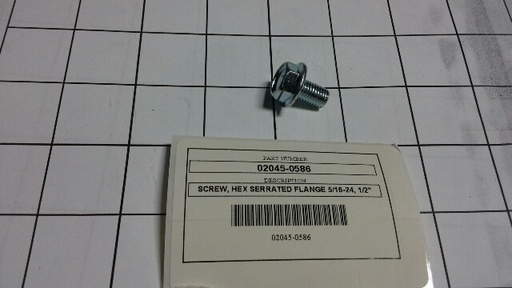 PART NUMBER
02045-0586
DESCRIPTION
SCREW, HEX SERRATED FLANGE 5/16-24, 1/2"
02045-0586